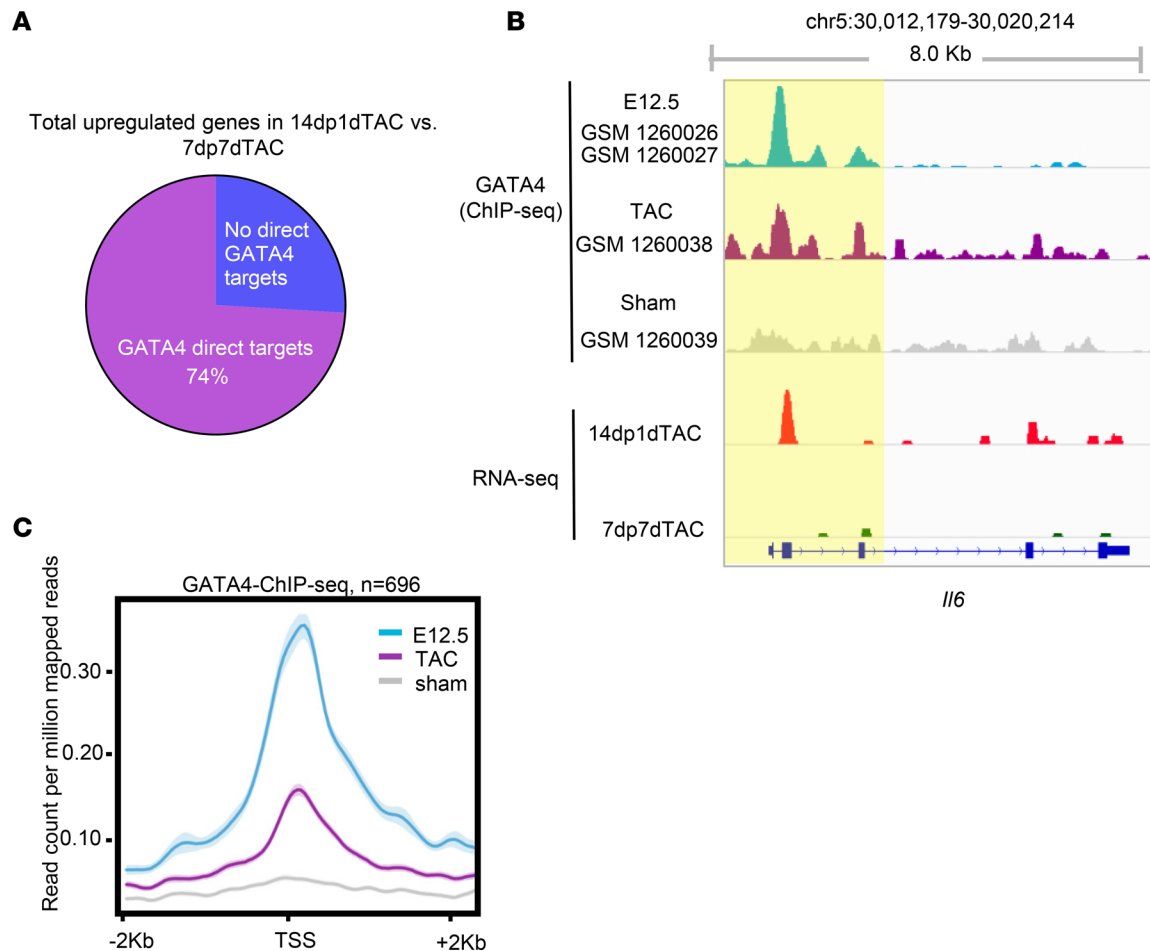 A
Total upregulated genes in 14dp1dTAC vs.
7dp7dTAC
No direct
GATA4
targets
GATA4 direct targets
74%
B
chr5:30,012,179-30,020,214
8.0 Kb
GATA4
(ChIP-seq)
E12.5
GSM 1260026
GSM 1260027
TAC
GSM 1260038
Sham
GSM 1260039
RNA-seq
14dp1dTAC
7dp7dTAC
Il6
C
GATA4-ChIP-seq, n=696
Read count per million mapped reads
0.30
0.20
0.10
E12.5
TAC
sham
-2Kb
TSS
+2Kb